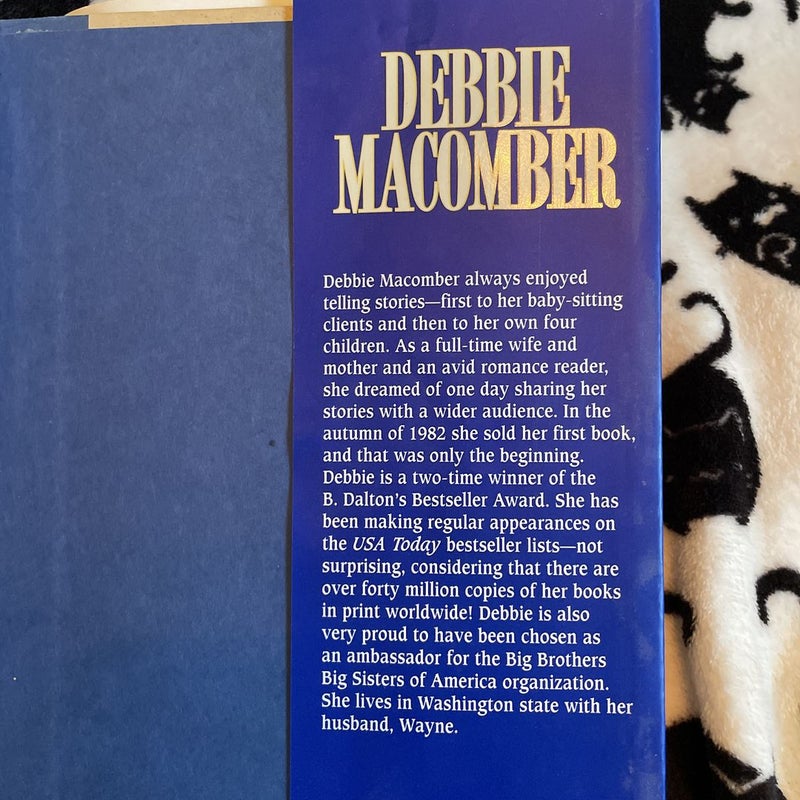 DEBBIE
MACOMBER
Debbie Macomber always enjoyed
telling stories—first to her baby-sitting
clients and then to her own four
children. As a full-time wife and
mother and an avid romance reader,
she dreamed of one day sharing her
stories with a wider audience. In the
autumn of 1982 she sold her first book,
and that was only the beginning.
Debbie is a two-time winner of the
B. Dalton's Bestseller Award. She has
been making regular appearances on
the USA Today bestseller lists—not
surprising, considering that there are
over forty million copies of her books
in print worldwide! Debbie is also
very proud to have been chosen as
an ambassador for the Big Brothers
Big Sisters of America organization.
She lives in Washington state with her
husband, Wayne.